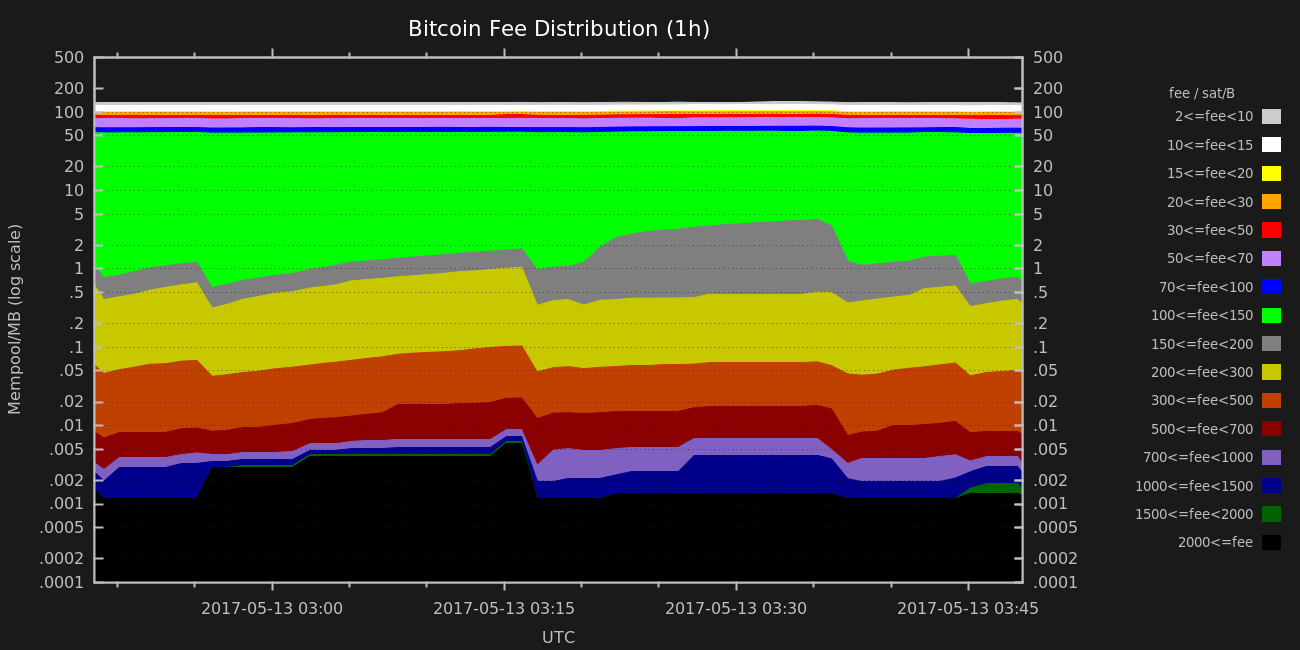 Bitcoin Fee Distribution (1h)
500 500
200 200
100 100
50 50
20 20
10 10
5 5
2 2
1 1
.5 .5
.2 .2
.1 .1
.05 .05
.02 .02
.01 .01
.005 .005
.002 .002
.001 .001
.0005 .0005
.0002 .0002
.0001 .0001
Mempool/MB (log scale)
2017-05-13 03:00 2017-05-13 03:15 2017-05-13 03:30 2017-05-13 03:45
UTC
fee / sat/B
2<=fee<10
10<=fee<15
15<=fee<20
20<=fee<30
30<=fee<50
50<=fee<70
70<=fee<100
100<=fee<150
150<=fee<200
200<=fee<300
300<=fee<500
500<=fee<700
700<=fee<1000
1000<=fee<1500
1500<=fee<2000
2000<=fee